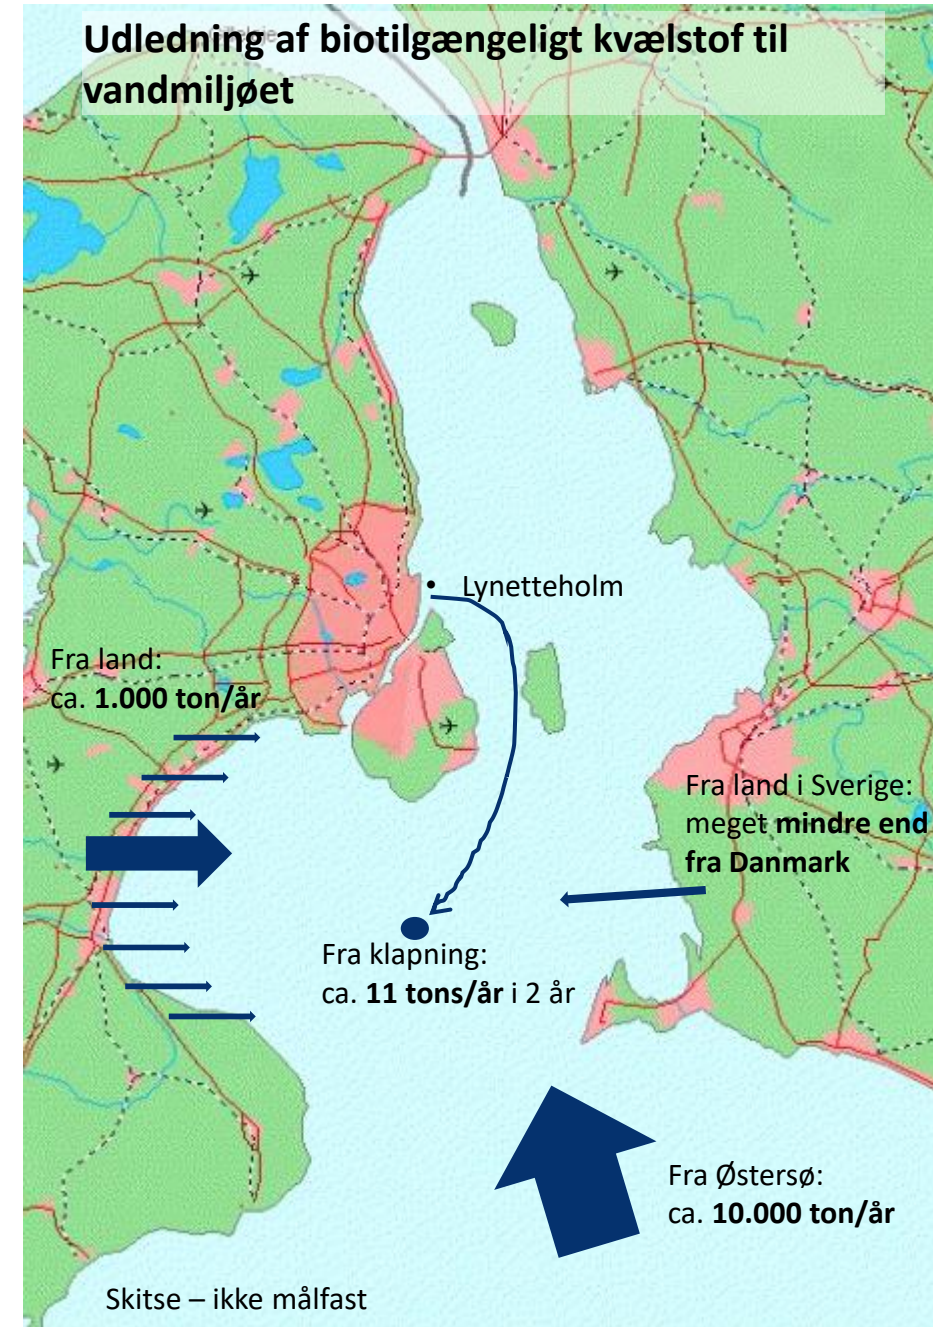 Udledning af biotilgængeligt kvælstof til
vandmiljøet
Lynetteholm
Fra land:
ca. 1.000 ton/år
Fra land i Sverige:
meget mindre end
fra Danmark
Fra klapning:
ca. 11 tons/år i 2 år
Fra Østersø:
ca. 10.000 ton/år
Skitse – ikke målfast